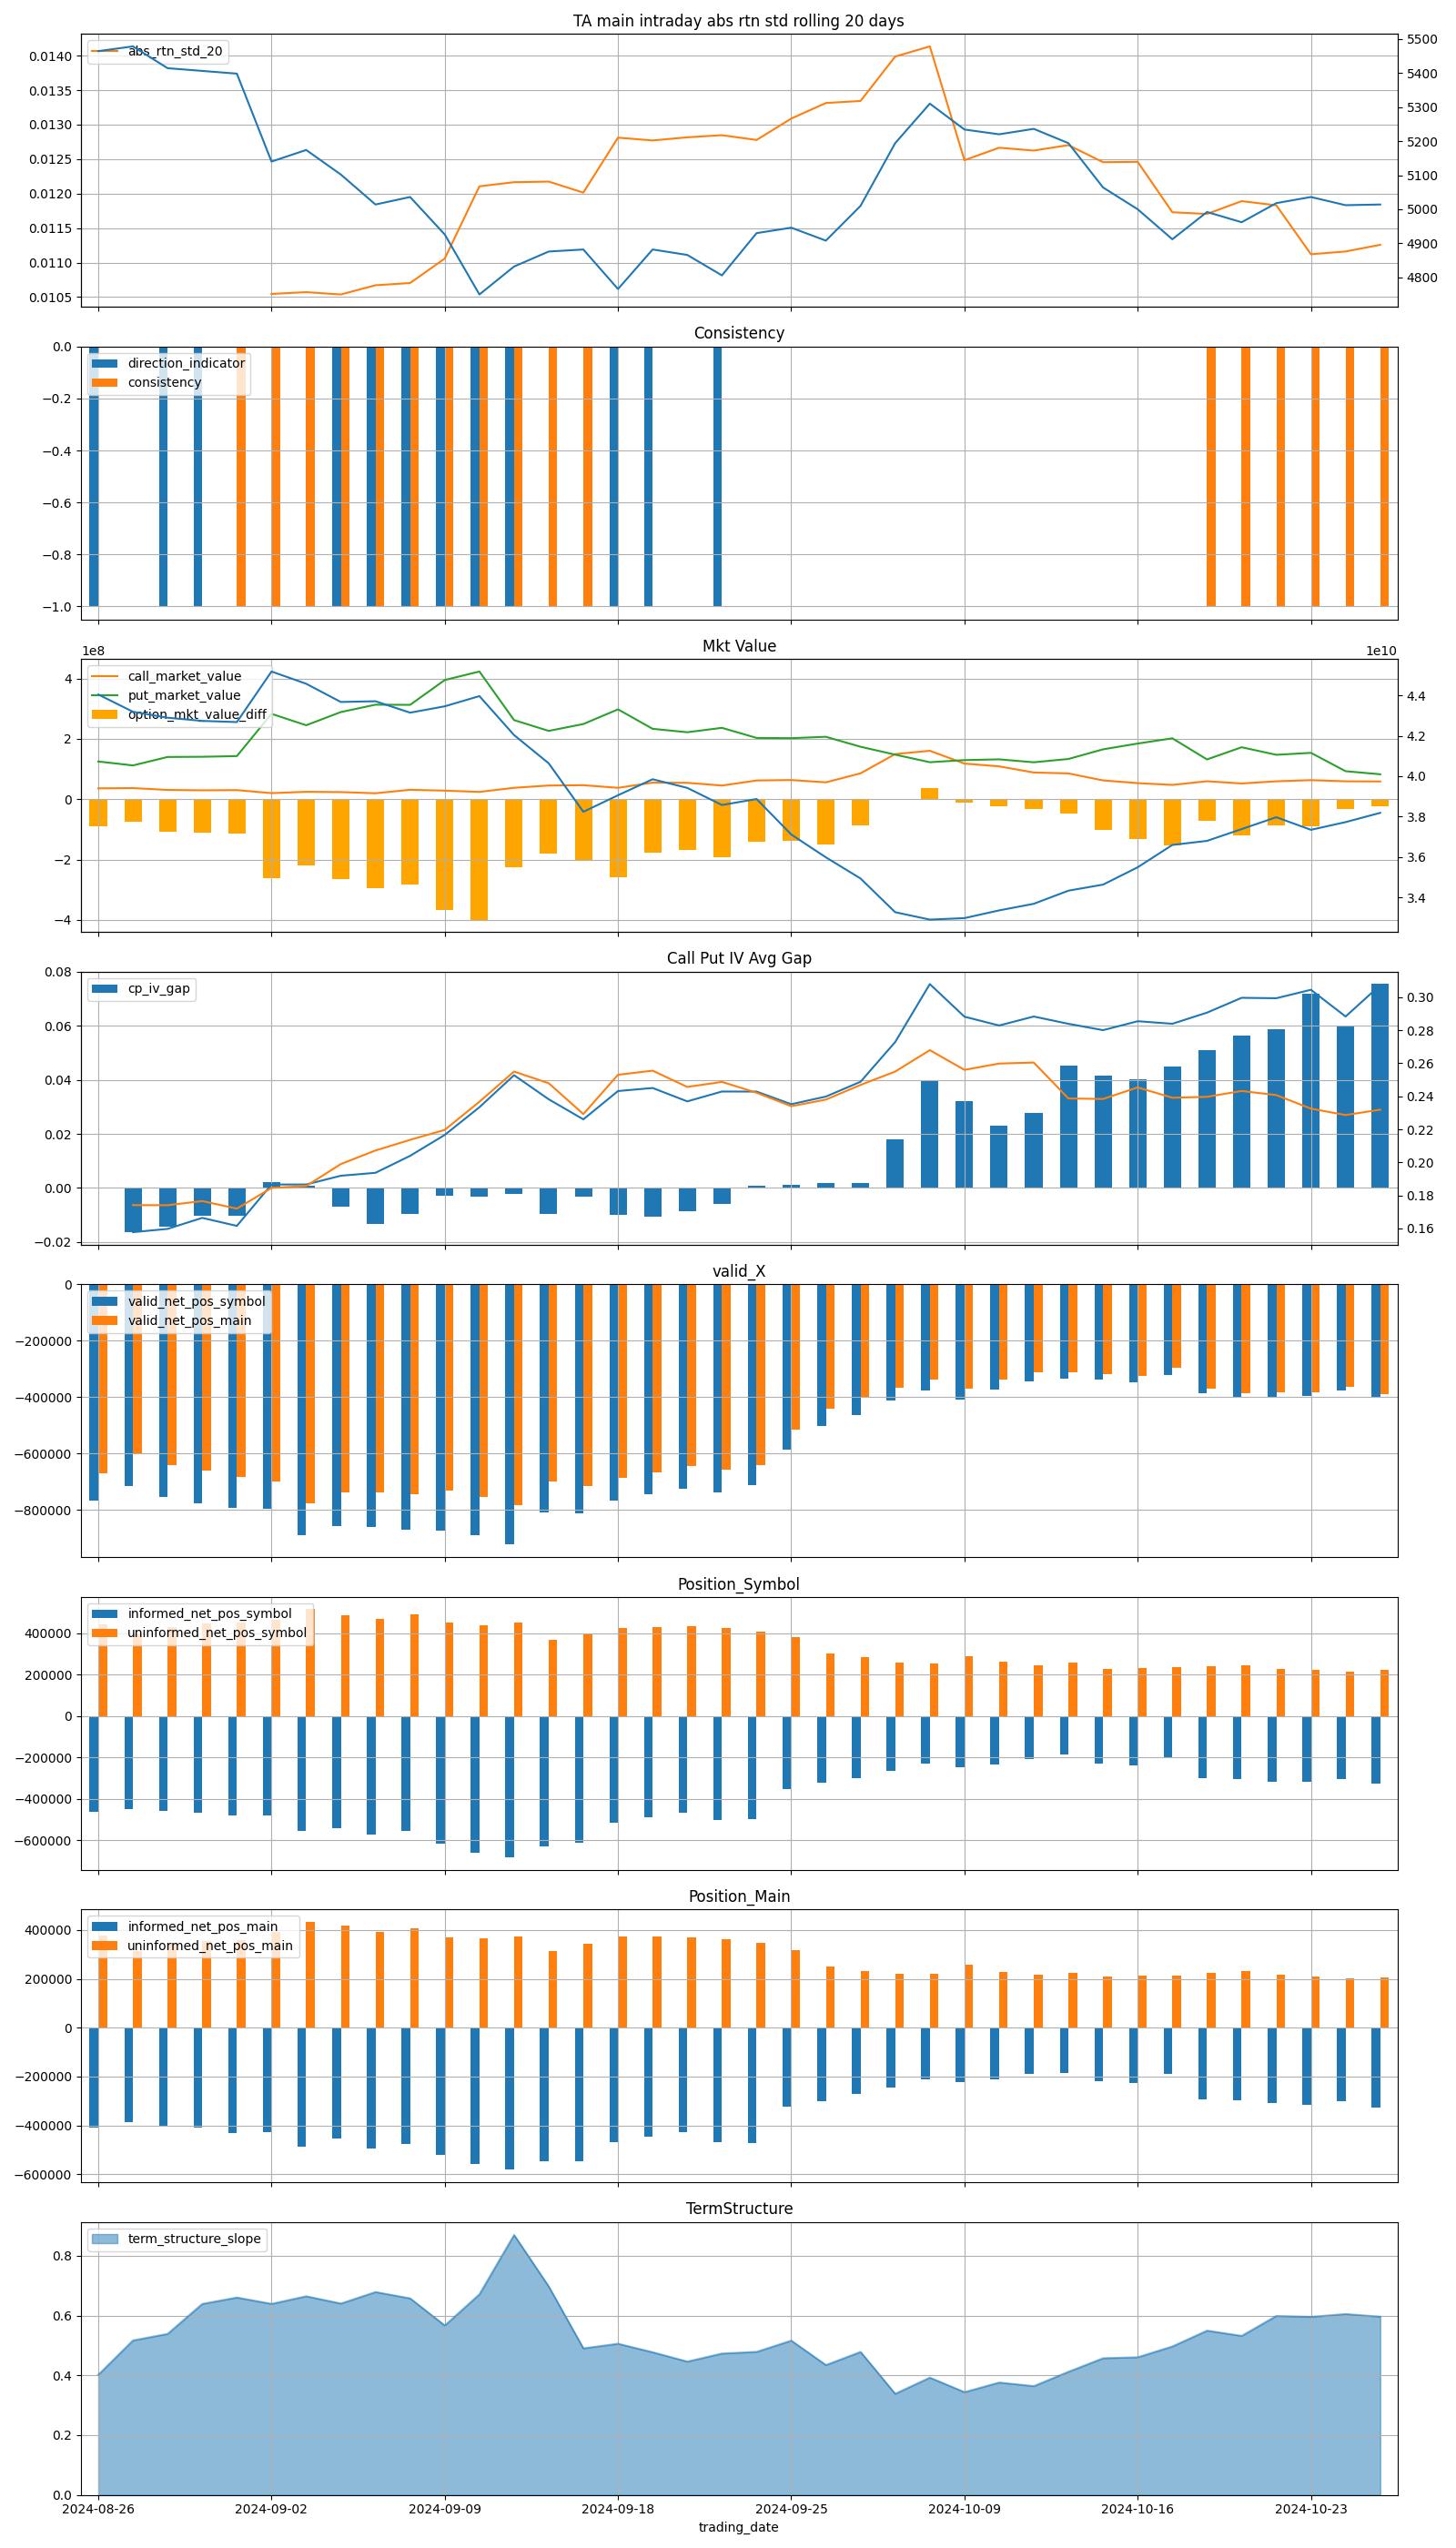 TA main intraday abs rtn std rolling 20 days
abs_rtn_std_20
0.0140
0.0135
0.0130
0.0125
0.0120
0.0115
0.0110
0.0105
5500
5400
5300
5200
5100
5000
4900
4800
Consistency
direction_indicator
consistency
0.0
−0.2
−0.4
−0.6
−0.8
−1.0
Mkt Value
1e8
1e10
call_market_value
put_market_value
option_mkt_value_diff
4
2
0
−2
−4
4.4
4.2
4.0
3.8
3.6
3.4
Call Put IV Avg Gap
cp_iv_gap
0.08
0.06
0.04
0.02
0.00
−0.02
0.30
0.28
0.26
0.24
0.22
0.20
0.18
0.16
valid_X
valid_net_pos_symbol
valid_net_pos_main
0
−200000
−400000
−600000
−800000
Position_Symbol
informed_net_pos_symbol
uninformed_net_pos_symbol
400000
200000
0
−200000
−400000
−600000
Position_Main
informed_net_pos_main
uninformed_net_pos_main
400000
200000
0
−200000
−400000
−600000
TermStructure
term_structure_slope
0.8
0.6
0.4
0.2
0.0
2024-08-26 2024-09-02 2024-09-09 2024-09-18 2024-09-25 2024-10-09 2024-10-16 2024-10-23
trading_date